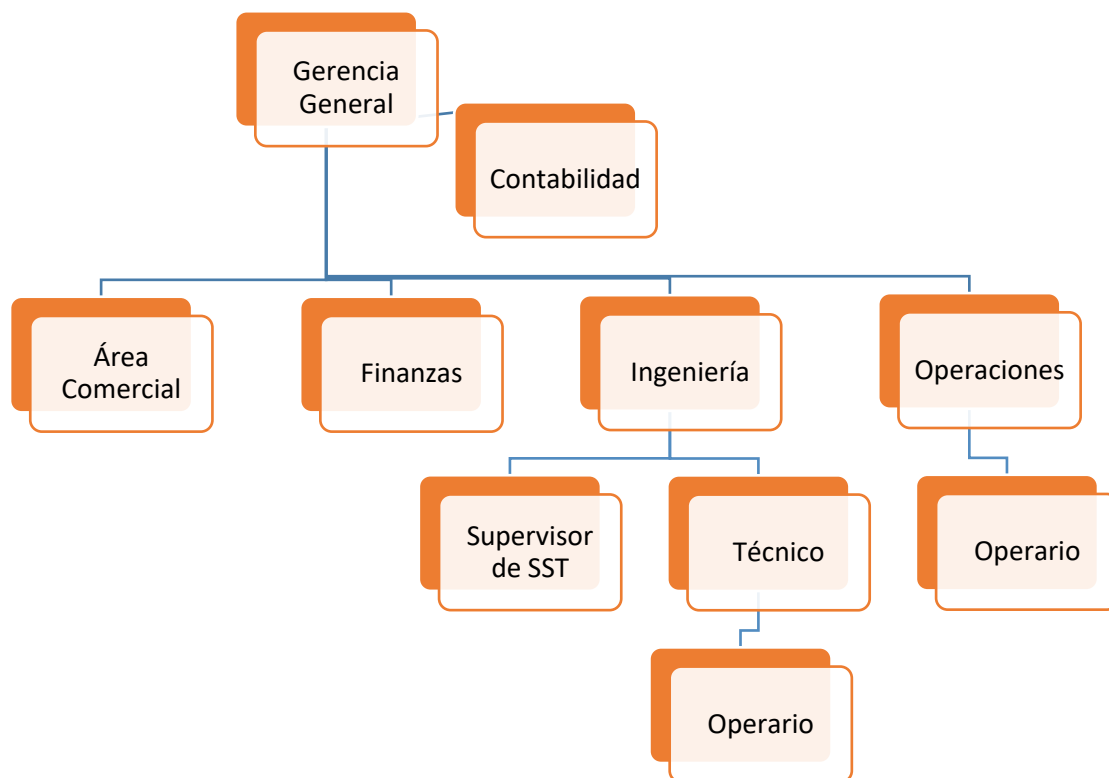 Gerencia
General
Contabilidad
Área
Comercial
Finanzas
Ingeniería
Operaciones
Supervisor
de SST
Técnico
Operario
Operario